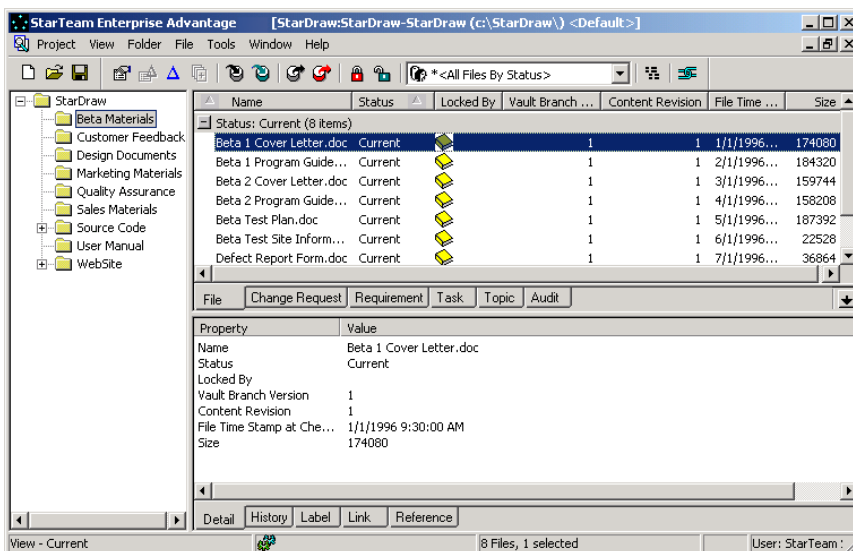 StarTeam Enterprise Advantage [StarDraw:StarDraw-StarDraw (c:\StarDraw\) <Default>]
Project View Folder File Tools Window Help
*<All Files By Status>
StarDraw
Beta Materials
Customer Feedback
Design Documents
Marketing Materials
Quality Assurance
Sales Materials
Source Code
User Manual
WebSite
Name Status Locked By Vault Branch ... Content Revision File Time ... Size
Status: Current (8 items)
Beta 1 Cover Letter.doc Current 1 1 1/1/1996... 174080
Beta 1 Program Guide... Current 1 1 2/1/1996... 184320
Beta 2 Cover Letter.doc Current 1 1 3/1/1996... 159744
Beta 2 Program Guide... Current 1 1 4/1/1996... 158208
Beta Test Plan.doc Current 1 1 5/1/1996... 187392
Beta Test Site Inform... Current 1 1 6/1/1996... 22528
Defect Report Form.doc Current 1 1 7/1/1996... 36864
File Change Request Requirement Task Topic Audit
Property Value
Name Beta 1 Cover Letter.doc
Status Current
Locked By
Vault Branch Version 1
Content Revision 1
File Time Stamp at Che... 1/1/1996 9:30:00 AM
Size 174080
Detail History Label Link Reference
View - Current 8 Files, 1 selected User: StarTeam